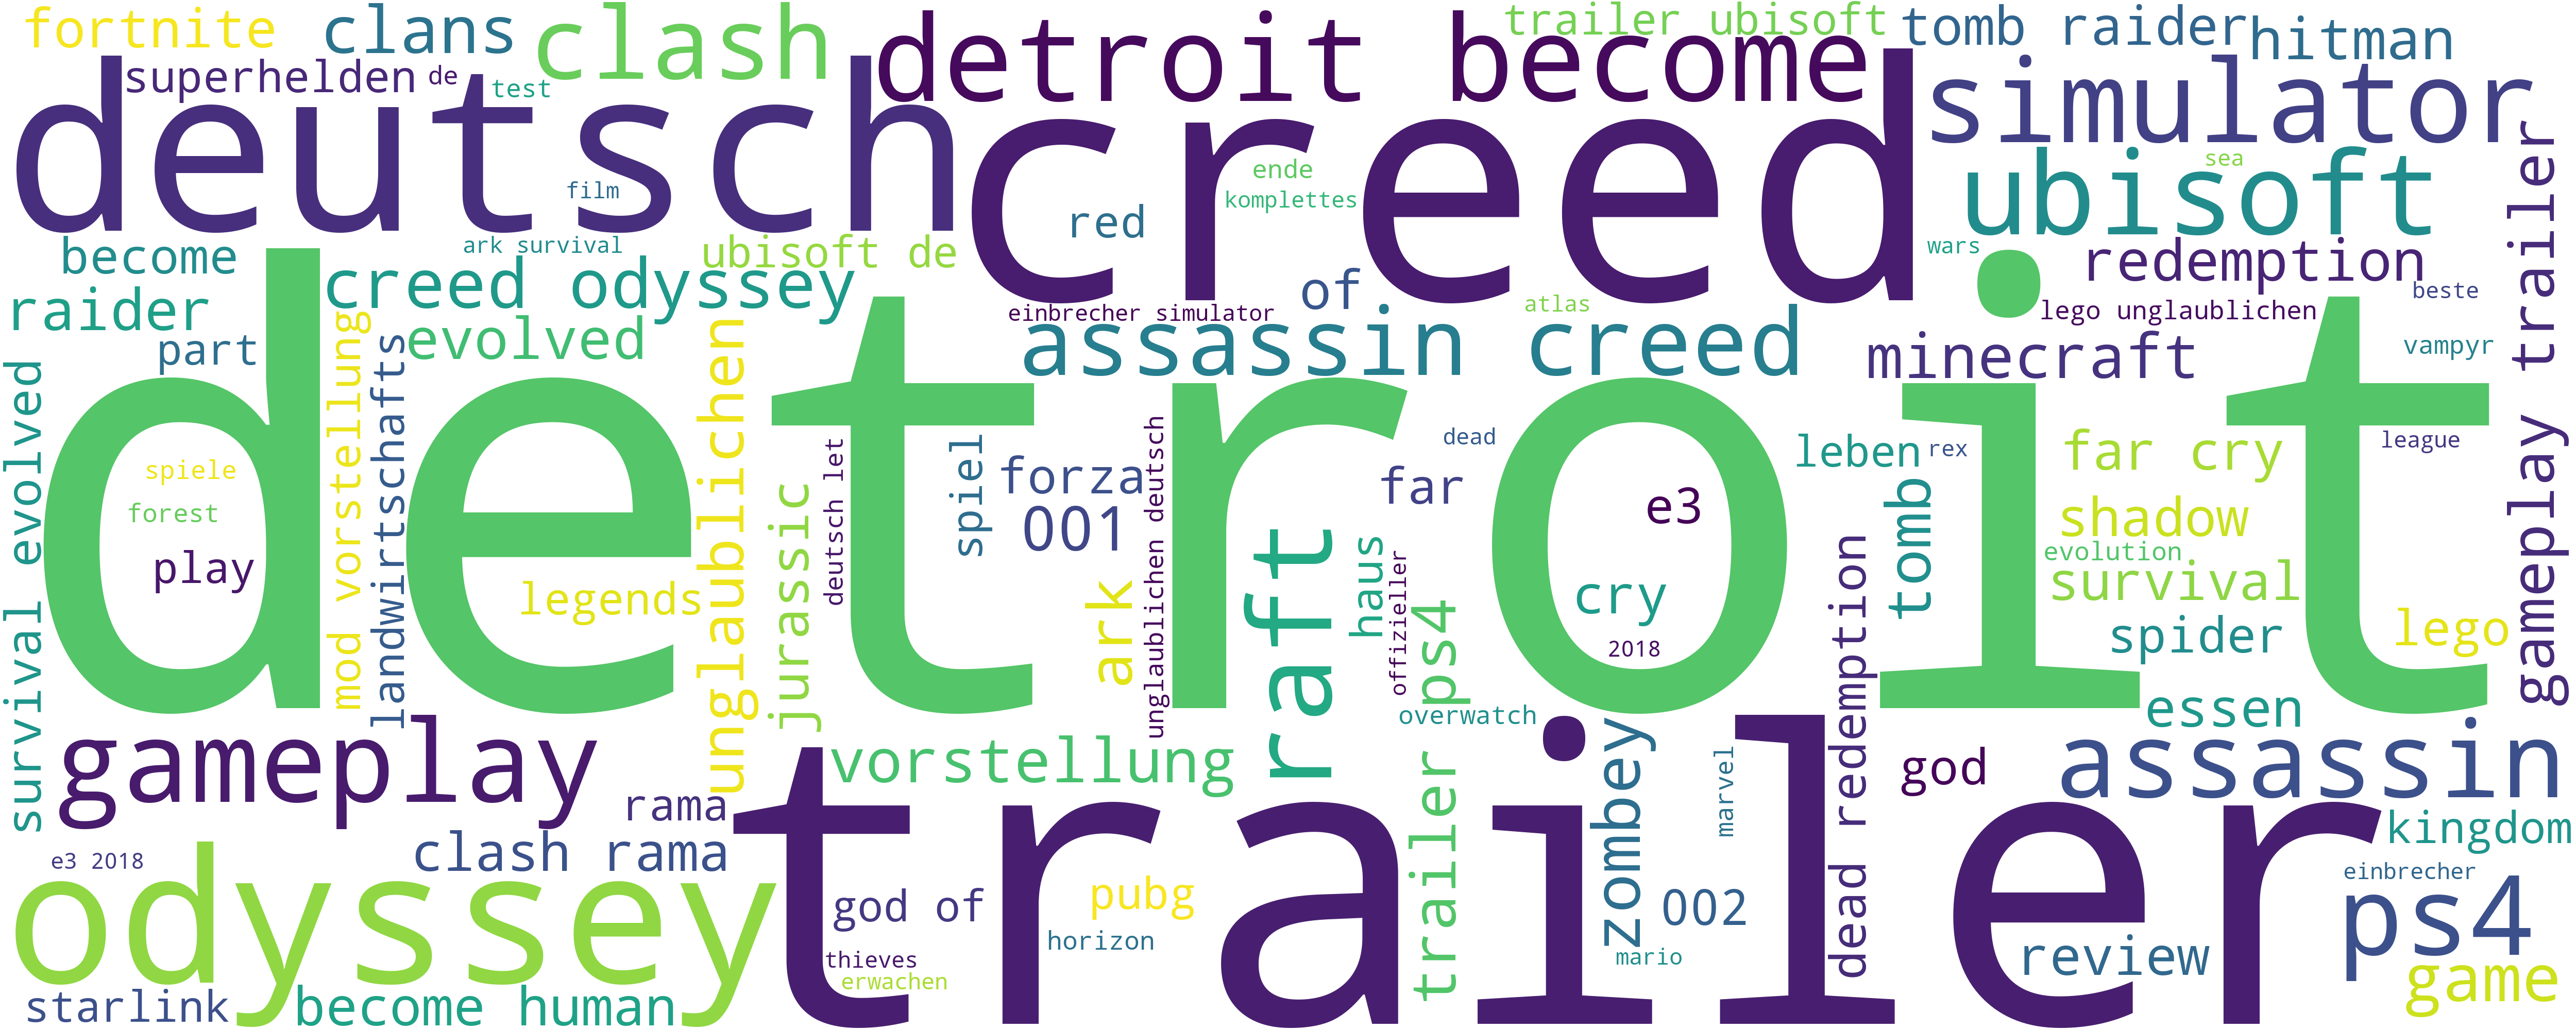 fortnite
clans
clash
detroit become
trailer ubisoft
tomb raider
hitman
superhelden
de
test
deutsch
creed
simulator
film
ende
komplettes
red
ubisoft
sea
gameplay trailer
become
ark survival
ubisoft de
creed odyssey
of
wars
redemption
raider
evolved
einbrecher simulator
atlas
lego unglaublichen
beste
part
assassin creed
minecraft
vampyr
survival evolved
mod vorstellung
landwirtschafts
unglaublichen
detroit
spiele
forest
play
legends
jurassic
deutsch let
spiel
forza
001
ark
unglaublichen deutsch
raft
dead
far
haus
offizieller
ps4
e3
cry
2018
leben
rex
tomb
far cry
league
shadow
evolution
survival
spider
lego
essen
overwatch
gameplay
vorstellung
trailer
zombey
marvel
dead redemption
god
assassin
rama
clash rama
kingdom
e3 2018
odyssey
trailer
god of
pubg
horizon
002
einbrecher
ps4
review
thieves
erwachen
mario
game
starlink
become human